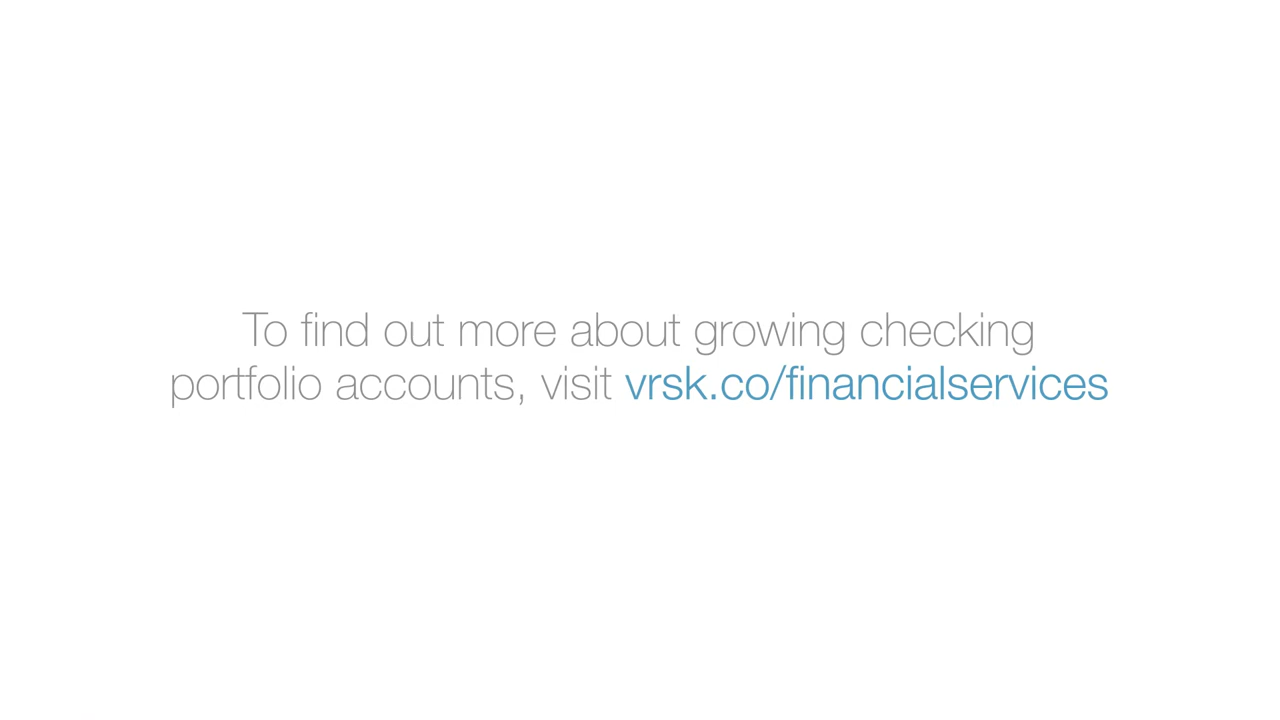 To find out more about growing checking
portfolio accounts, visit vrsk.co/financialservices